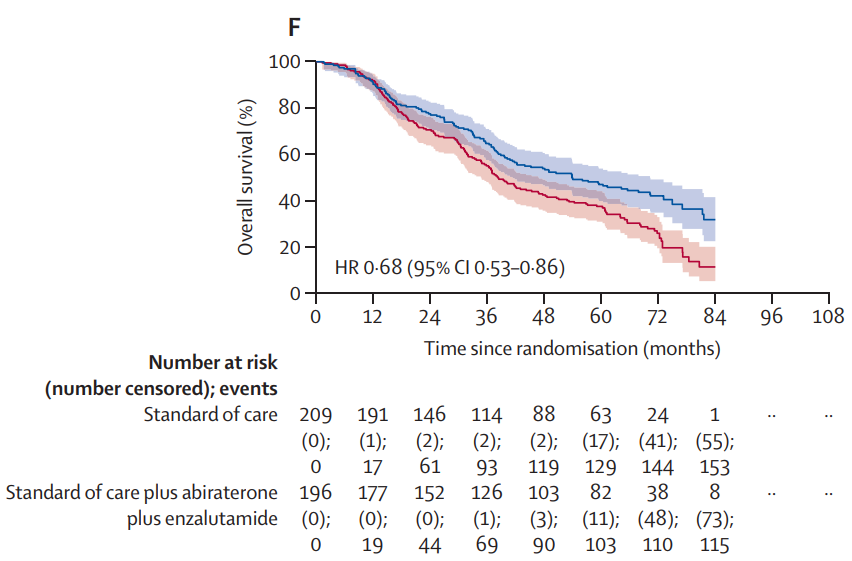 F
100
80
60
40
20
0
Overall survival (%)
HR 0·68 (95% CI 0·53–0·86)
0 12 24 36 48 60 72 84 96 108
Time since randomisation (months)
Number at risk
(number censored); events
Standard of care 209 191 146 114 88 63 24 1 ·· ··
(0); (1); (2); (2); (2); (17); (41); (55);
0 17 61 93 119 129 144 153
Standard of care plus abiraterone 196 177 152 126 103 82 38 8 ·· ··
plus enzalutamide (0); (0); (0); (1); (3); (11); (48); (73);
0 19 44 69 90 103 110 115